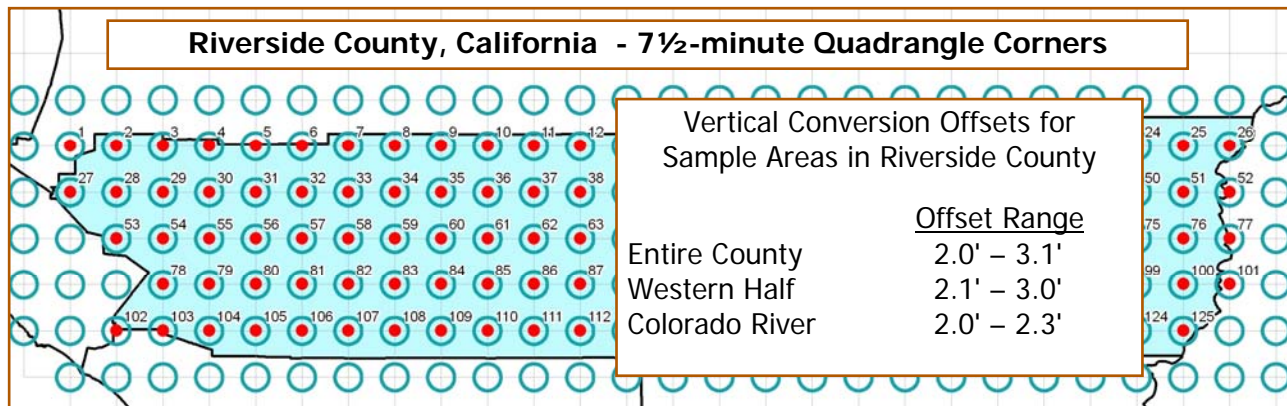 Riverside County, California - 7½-minute Quadrangle Corners
1 2 3 4 5 6 7 8 9 10 11 12 24 25 26
Vertical Conversion Offsets for
Sample Areas in Riverside County
27 28 29 30 31 32 33 34 35 36 37 38 50 51 52
Offset Range
53 54 55 56 57 58 59 60 61 62 63 75 76 77
Entire County 2.0' – 3.1'
78 79 80 81 82 83 84 85 86 87 99 100 101
Western Half 2.1' – 3.0'
Colorado River 2.0' – 2.3'
102 103 104 105 106 107 108 109 110 111 112 124 125